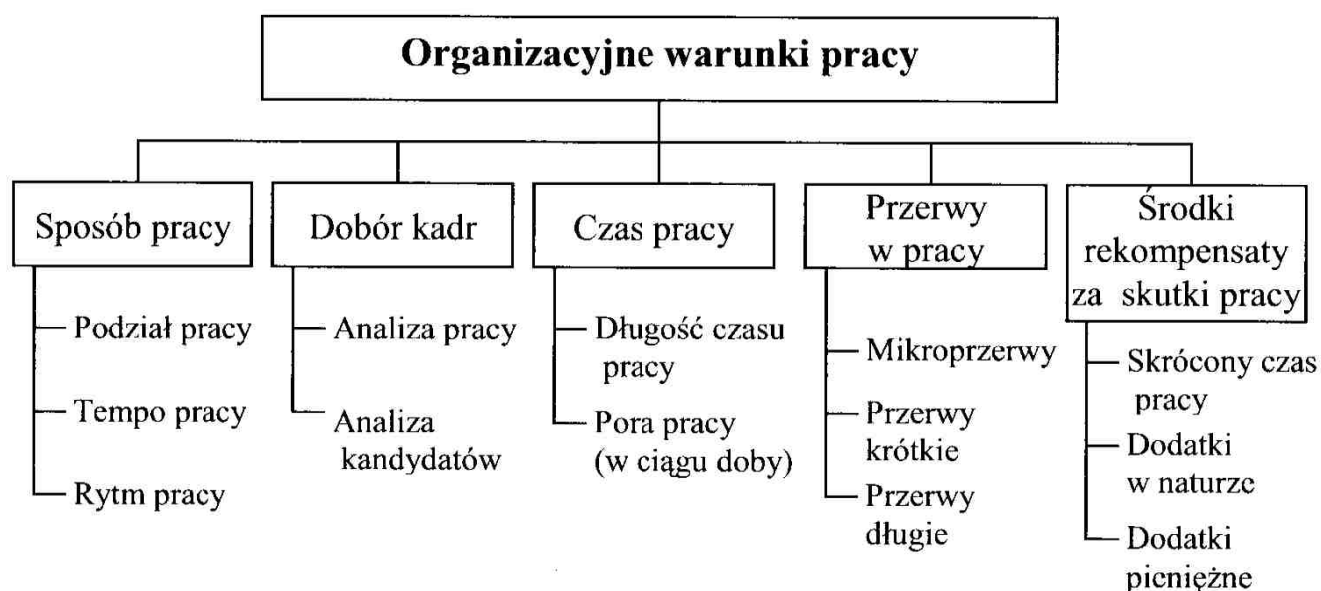 Organizacyjne warunki pracy
Sposób pracy
Podział pracy
Tempo pracy
Rytm pracy
Dobór kadr
Analiza pracy
Analiza
kandydatów
Czas pracy
Długość czasu
pracy
Pora pracy
(w ciągu doby)
Przerwy
w pracy
Mikroprzerwy
Przerwy
krótkie
Przerwy
długie
Środki
rekompensaty
za skutki pracy
Skrócony czas
pracy
Dodatki
w naturze
Dodatki
pieniężne